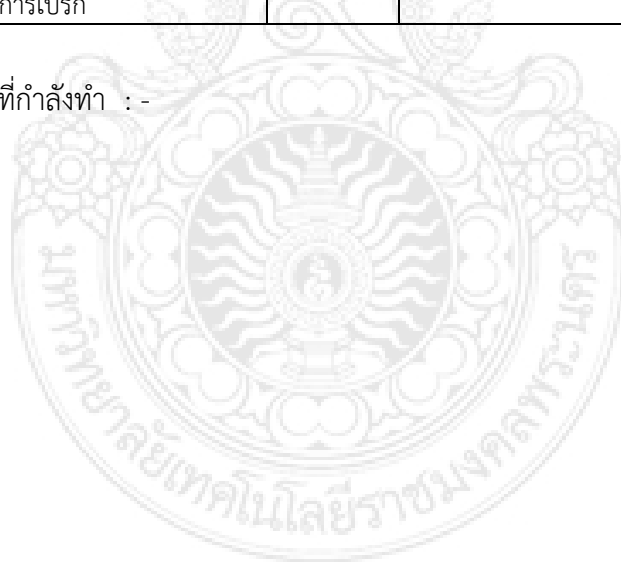 การเบรก
ที่กำลังทำ : -
มหาวิทยาลัยเทคโนโลยีราชมงคลพระนคร